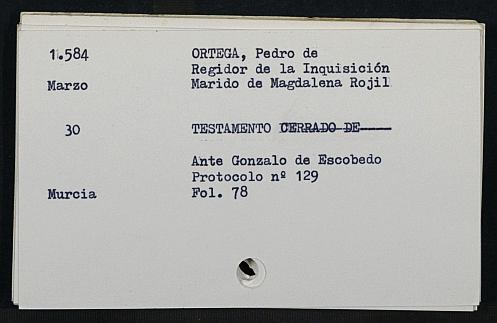 1.584
ORTEGA, Pedro de
Regidor de la Inquisición
Marzo
Marido de Magdalena Rojil
30
TESTAMENTO CERRADO DE
Ante Gonzalo de Escobedo
Protocolo nº 129
Murcia
Fol. 78